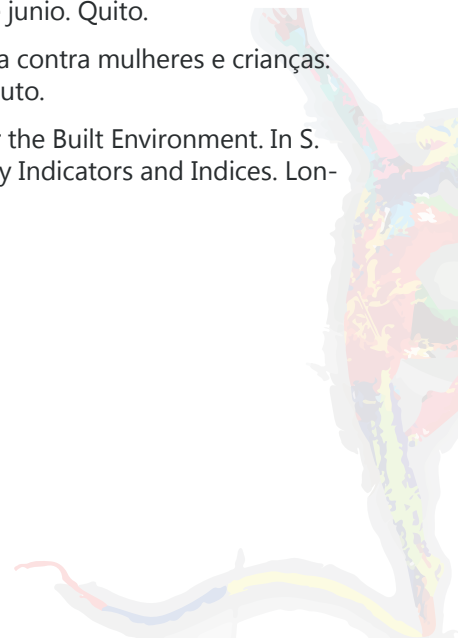 junio. Quito.
a contra mulheres e crianças:
uto.
the Built Environment. In S.
y Indicators and Indices. Lon-